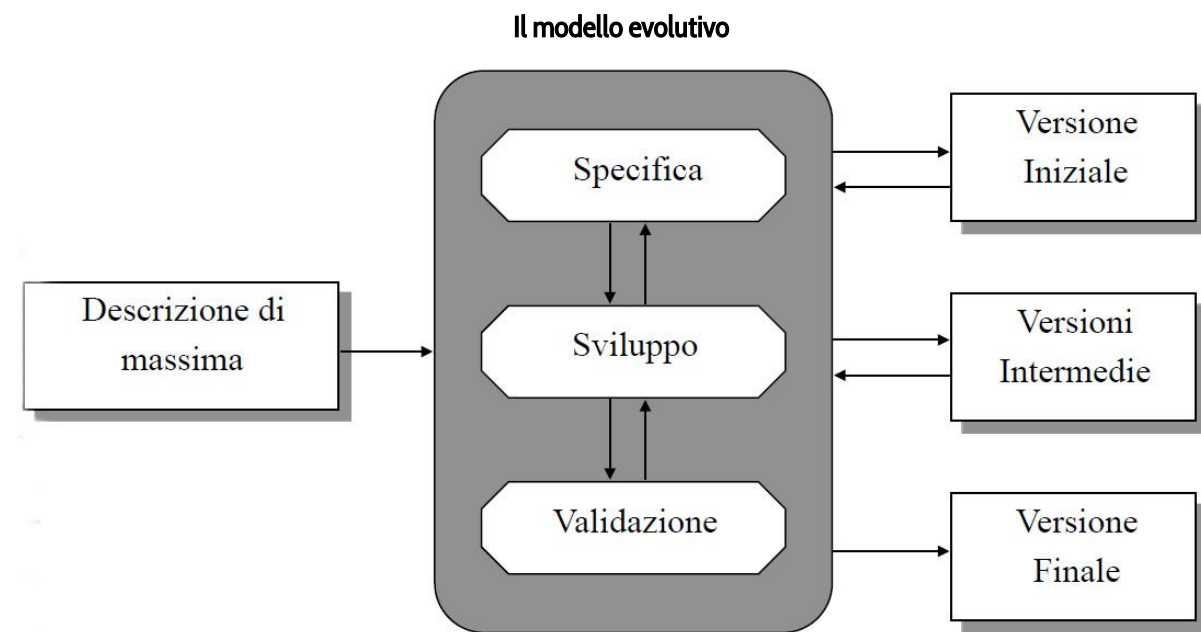 Il modello evolutivo
Descrizione di
massima
Specifica
Sviluppo
Validazione
Versione
Iniziale
Versioni
Intermedie
Versione
Finale